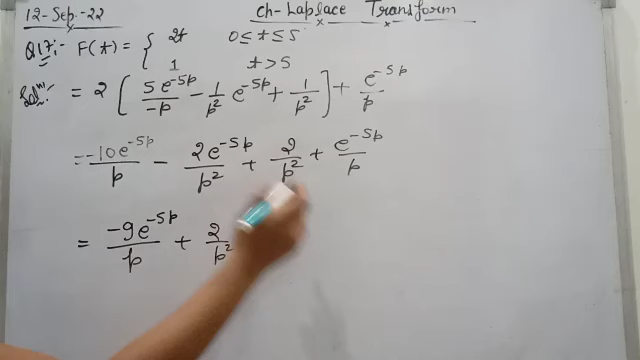 12-Sep.-22
Ch-Laplace Transform
Q17:- F(t) = { 2t 0 ≤ t ≤ 5
1 t > 5
Solⁿ:- = 2 [ 5e^{-5p}/-p - 1/p² e^{-5p} + 1/p² ] + e^{-5p}/p
= -10e^{-5p}/p - 2e^{-5p}/p² + 2/p² + e^{-5p}/p
= -9e^{-5p}/p + 2/p²